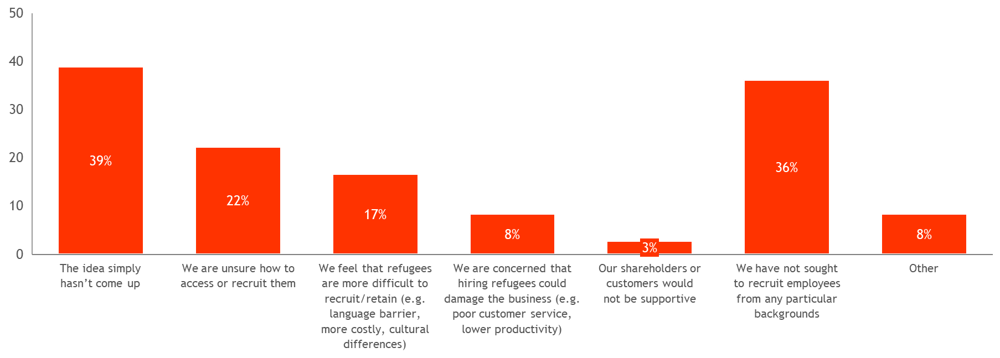 50
40
30
20
10
0
39%
22%
17%
8%
3%
36%
8%
The idea simply
hasn’t come up
We are unsure how to
access or recruit them
We feel that refugees
are more difficult to
recruit/retain (e.g.
language barrier,
more costly, cultural
differences)
We are concerned that
hiring refugees could
damage the business (e.g.
poor customer service,
lower productivity)
Our shareholders or
customers would
not be supportive
We have not sought
to recruit employees
from any particular
backgrounds
Other